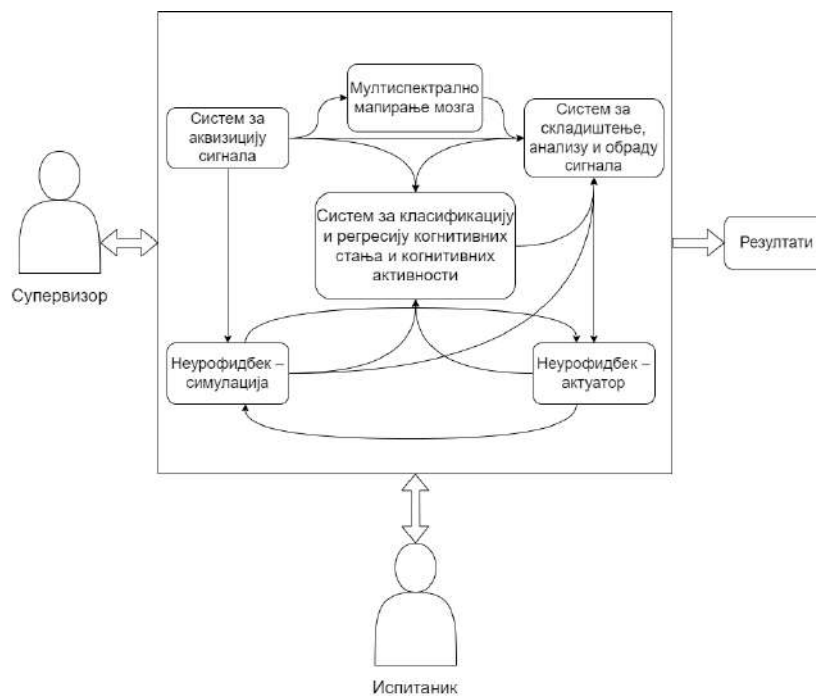 Мултиспектрално
мапирање мозга
Систем за
аквизицију
сигнала
Систем за
складиштење,
анализу и обраду
сигнала
Систем за класификацију
и регресију когнитивних
стања и когнитивних
активности
Резултати
Супервизор
Неурофидбек –
симулација
Неурофидбек –
актуатор
Испитаник